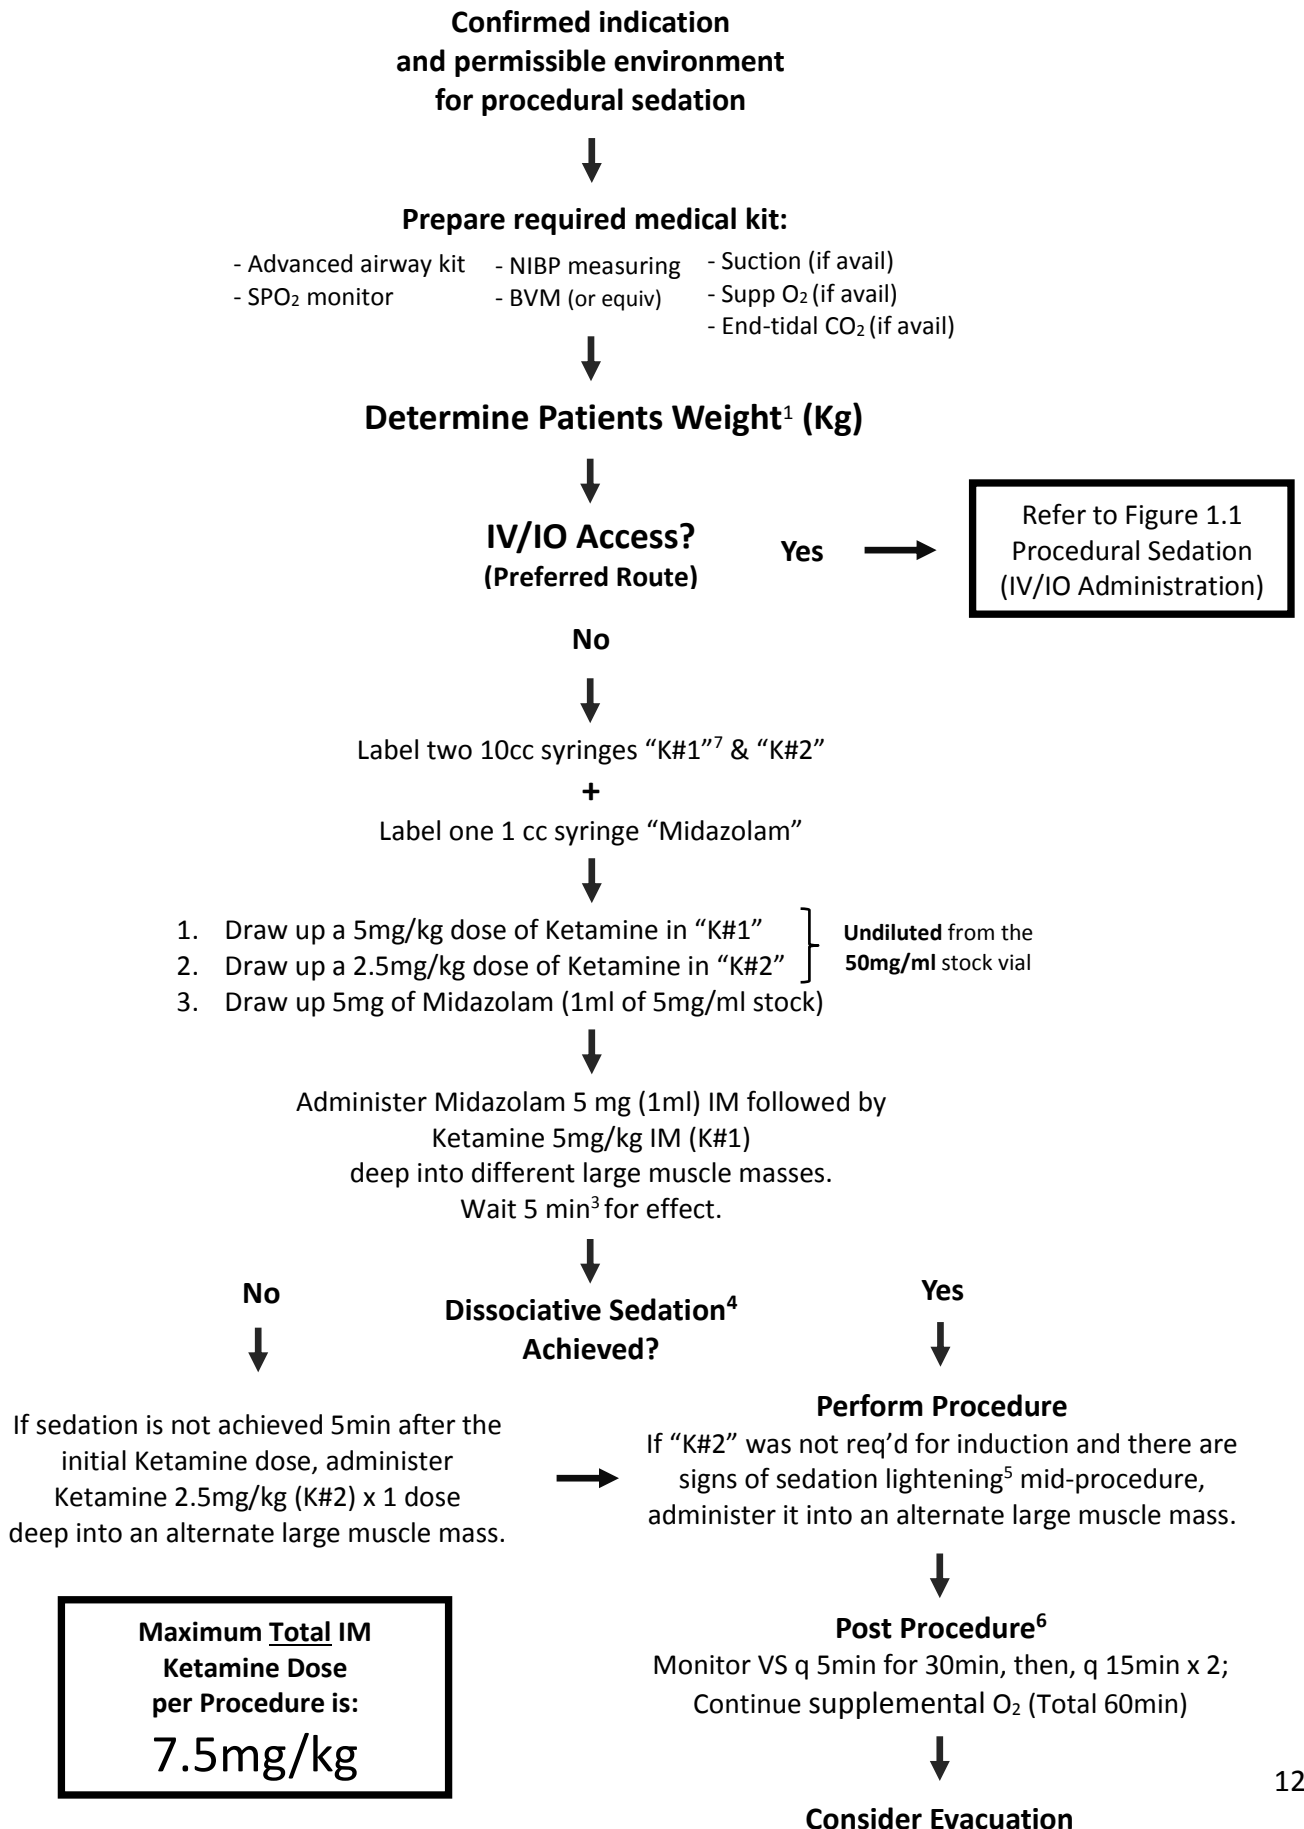 Confirmed indication
and permissible environment
for procedural sedation
Prepare required medical kit:
- Advanced airway kit
- SPO₂ monitor
- NIBP measuring
- BVM (or equiv)
- Suction (if avail)
- Supp O₂ (if avail)
- End-tidal CO₂ (if avail)
Determine Patients Weight¹ (Kg)
IV/IO Access?
(Preferred Route)
Yes
Refer to Figure 1.1
Procedural Sedation
(IV/IO Administration)
No
Label two 10cc syringes “K#1”⁷ & “K#2”
+
Label one 1 cc syringe “Midazolam”
1. Draw up a 5mg/kg dose of Ketamine in “K#1”
2. Draw up a 2.5mg/kg dose of Ketamine in “K#2”
3. Draw up 5mg of Midazolam (1ml of 5mg/ml stock)
Undiluted from the
50mg/ml stock vial
Administer Midazolam 5 mg (1ml) IM followed by
Ketamine 5mg/kg IM (K#1)
deep into different large muscle masses.
Wait 5 min³ for effect.
Dissociative Sedation⁴
Achieved?
No
If sedation is not achieved 5min after the
initial Ketamine dose, administer
Ketamine 2.5mg/kg (K#2) x 1 dose
deep into an alternate large muscle mass.
Yes
Perform Procedure
If “K#2” was not req’d for induction and there are
signs of sedation lightening⁵ mid-procedure,
administer it into an alternate large muscle mass.
Maximum Total IM
Ketamine Dose
per Procedure is:
7.5mg/kg
Post Procedure⁶
Monitor VS q 5min for 30min, then, q 15min x 2;
Continue supplemental O₂ (Total 60min)
Consider Evacuation
12